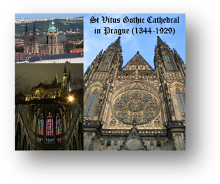 St Vitus Gothic Cathedral
in Prague (1344-1929)